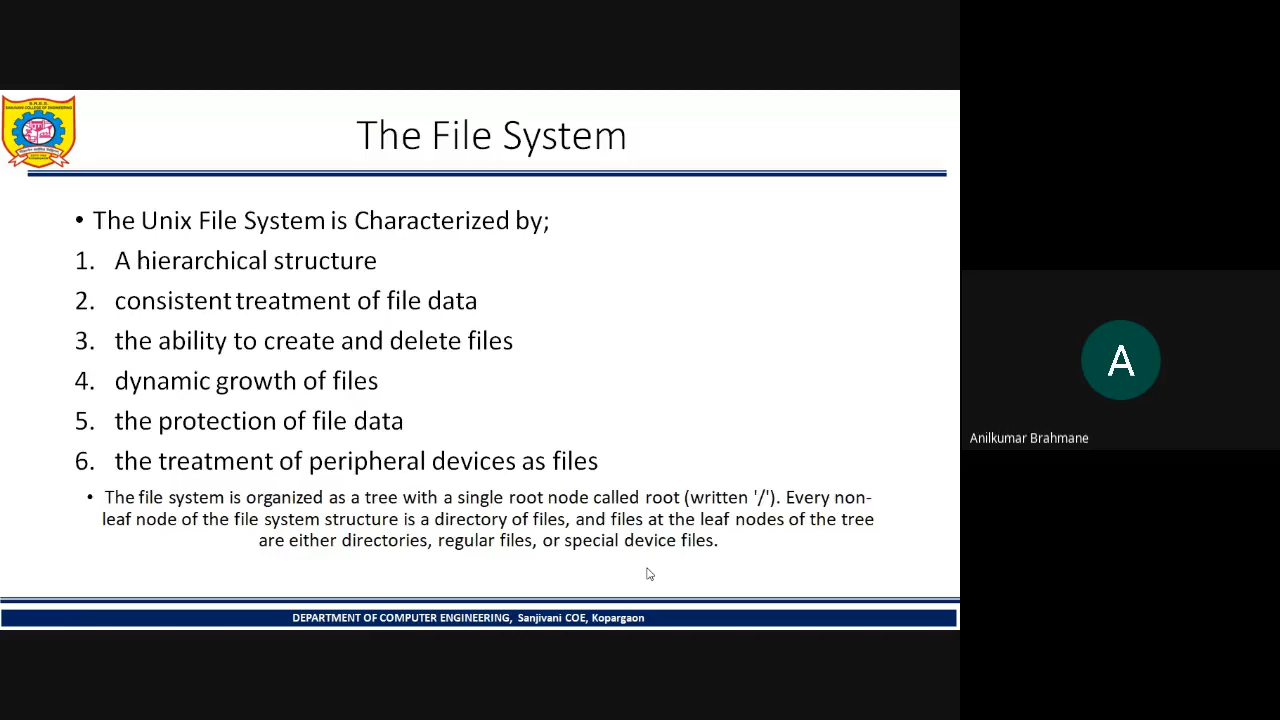 The File System
• The Unix File System is Characterized by;
1. A hierarchical structure
2. consistent treatment of file data
3. the ability to create and delete files
4. dynamic growth of files
5. the protection of file data
6. the treatment of peripheral devices as files
• The file system is organized as a tree with a single root node called root (written '/'). Every non-
leaf node of the file system structure is a directory of files, and files at the leaf nodes of the tree
are either directories, regular files, or special device files.
DEPARTMENT OF COMPUTER ENGINEERING, Sanjivani COE, Kopargaon
A
Anilkumar Brahmane